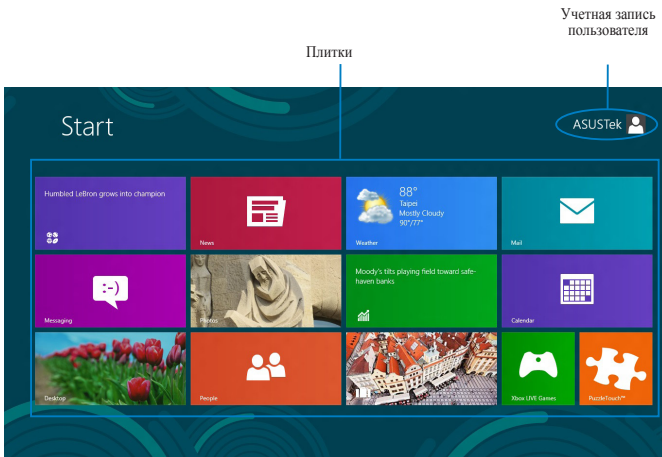 Учетная запись
пользователя
Плитки
Start
ASUSTek
Humbled LeBron grows into champion
News
88°
Taipei
Mostly Cloudy
90°/77°
Weather
Mail
Messaging
Photos
Moody's tilts playing field toward safe-
haven banks
Calendar
Desktop
People
Xbox LIVE Games
PuzzleTouch™